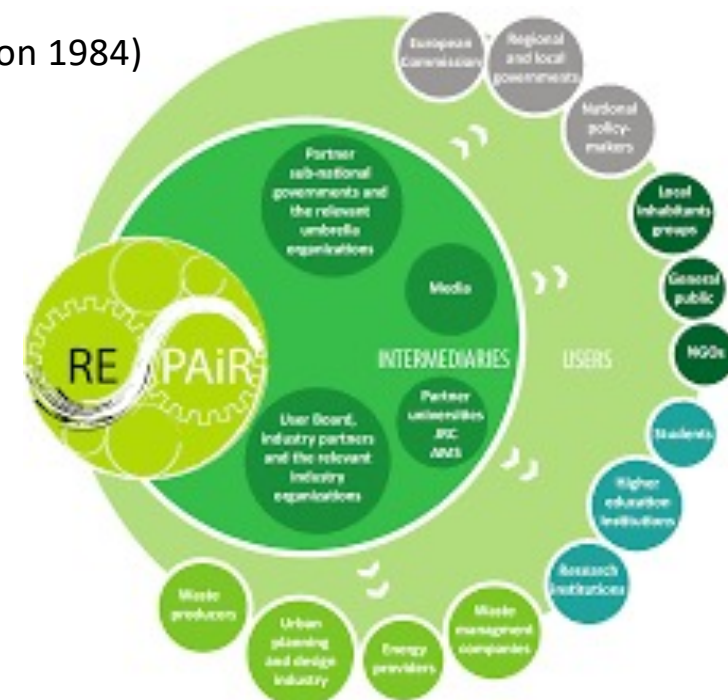 on 1984)
European
Commission
Regional
and local
governments
National
policy-
makers
Partner
sub-national
governments and
the relevant
umbrella
organizations
Local
inhabitants
groups
Media
General
public
RE PAiR
INTERMEDIARIES
USERS
NGOs
Partner
universities
JRC
User Board,
industry partners
and the relevant
industry
organizations
Students
Higher
education
institutions
Research
institutions
Waste
producers
Urban
planning
and design
industry
Energy
providers
Waste
managment
companies